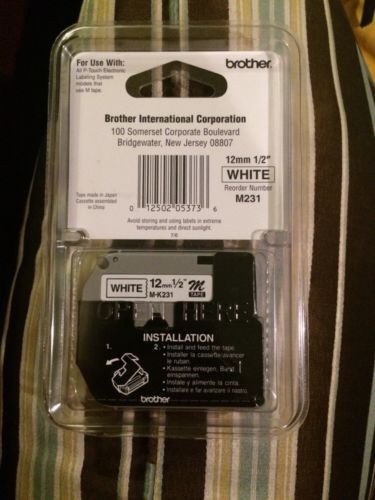 For Use With:
All P-Touch Electronic
Labeling System
models that
use M tape.
brother.
Brother International Corporation
100 Somerset Corporate Boulevard
Bridgewater, New Jersey 08807
12mm 1/2"
WHITE
Reorder Number
M231
Tapes made in Japan
Cassette assembled
in China
0 12502 05373 6
Avoid storing and using labels in extreme
temperatures and direct sunlight.
WHITE
12mm 1/2"
M-K231
M
TAPE
INSTALLATION
1.
2. • Install and feed the tape.
• Installer la cassette/avancer
le ruban.
• Kassette einlegen, Band
einspannen.
• Instale y alimente la cinta.
• Installare e far avanzare il nastro.
brother